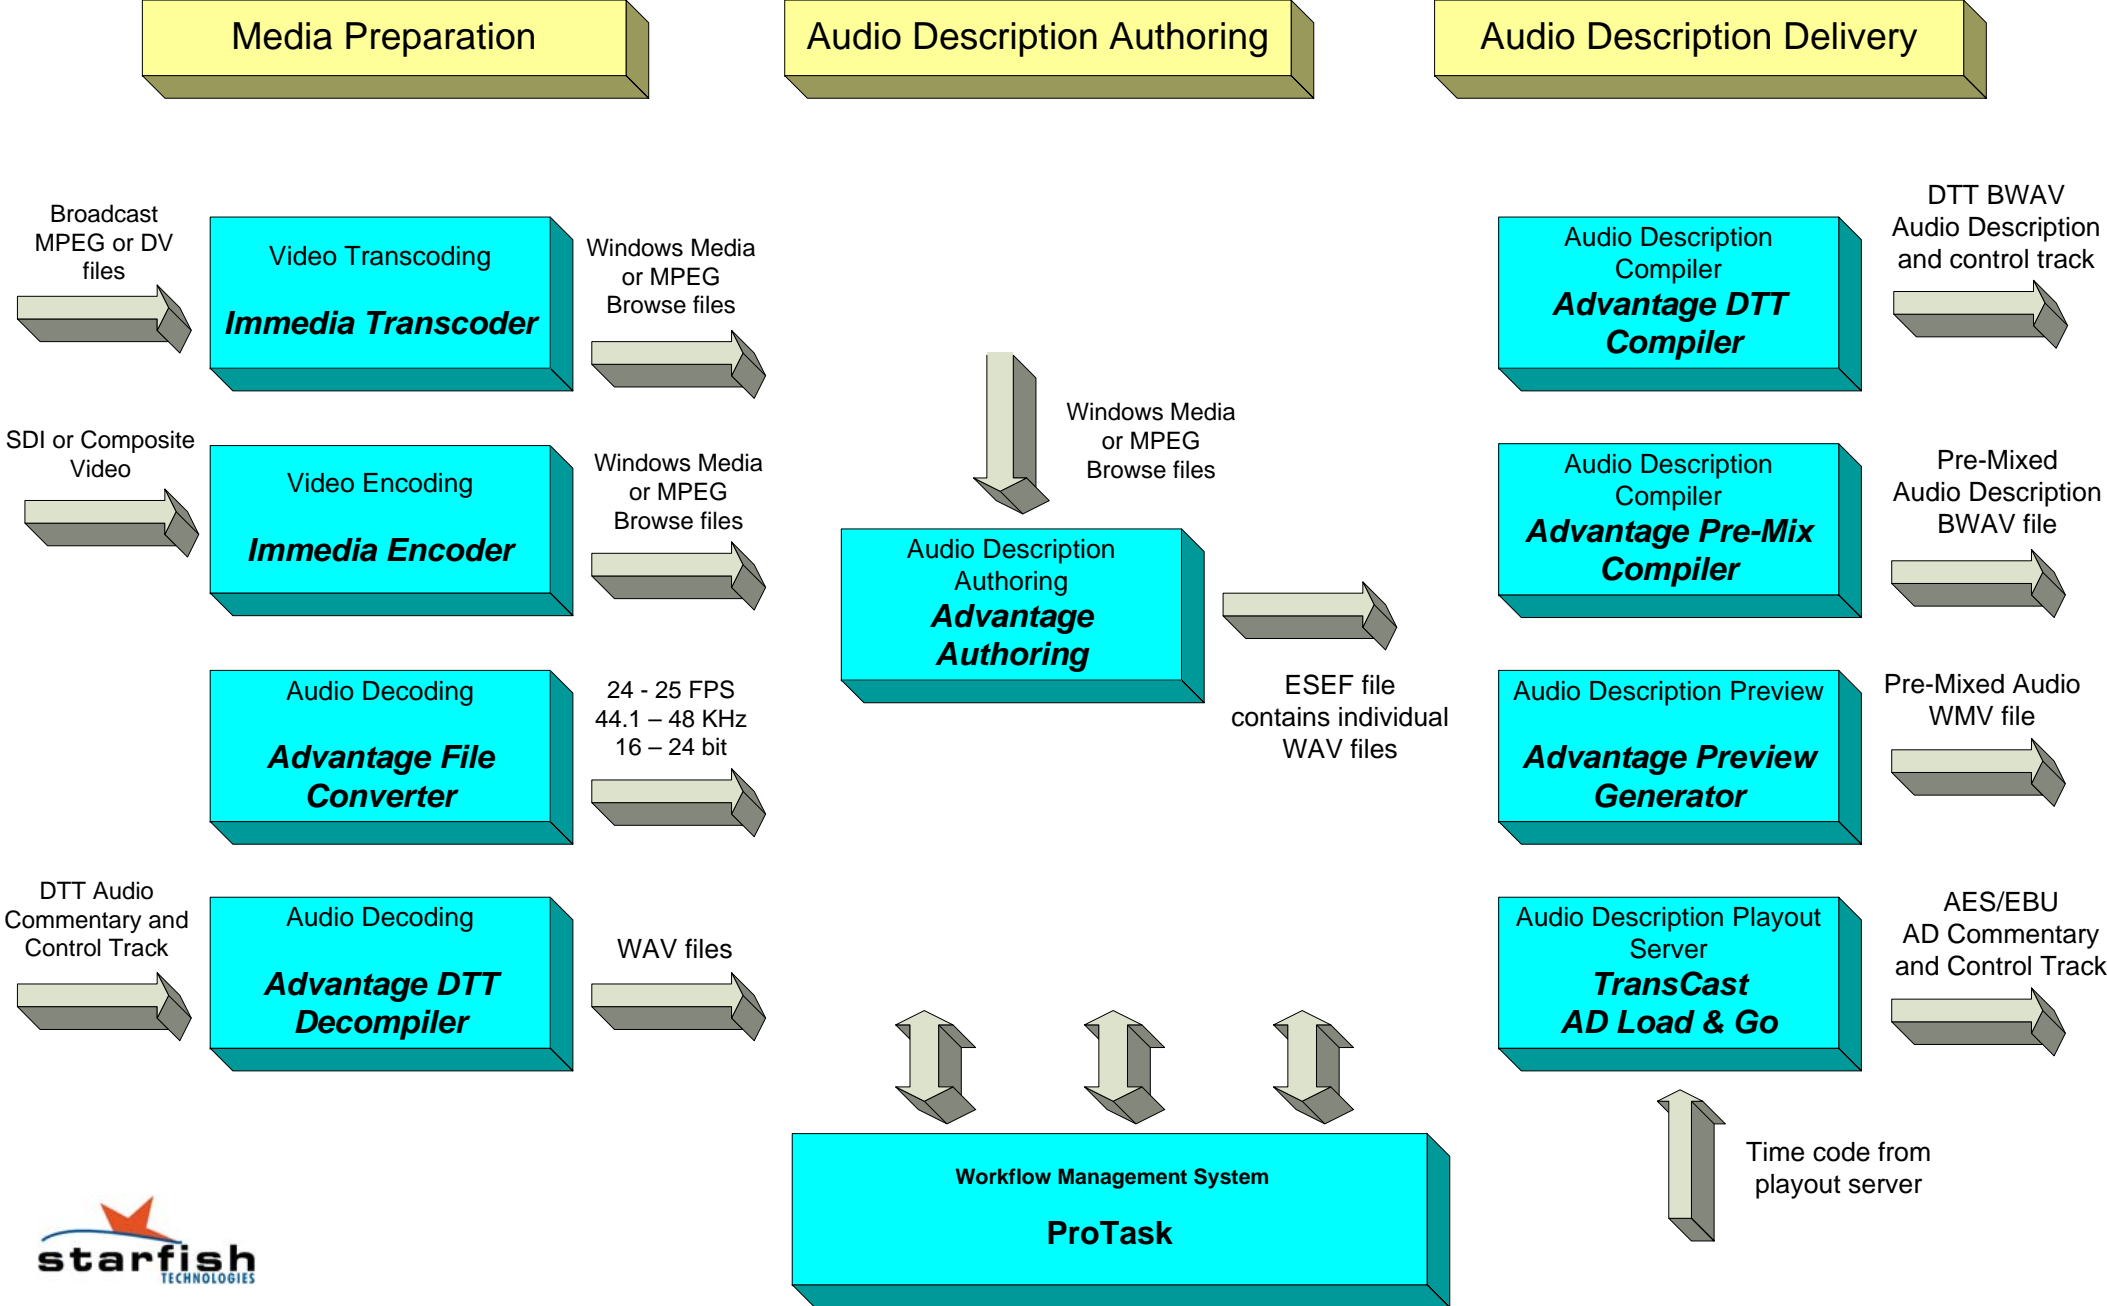 Media Preparation
Audio Description Authoring
Audio Description Delivery
Broadcast
MPEG or DV
files
Video Transcoding
Immedia Transcoder
Windows Media
or MPEG
Browse files
SDI or Composite
Video
Video Encoding
Immedia Encoder
Windows Media
or MPEG
Browse files
Audio Decoding
Advantage File
Converter
24 - 25 FPS
44.1 – 48 KHz
16 – 24 bit
DTT Audio
Commentary and
Control Track
Audio Decoding
Advantage DTT
Decompiler
WAV files
Windows Media
or MPEG
Browse files
Audio Description
Authoring
Advantage
Authoring
ESEF file
contains individual
WAV files
Audio Description
Compiler
Advantage DTT
Compiler
DTT BWAV
Audio Description
and control track
Audio Description
Compiler
Advantage Pre-Mix
Compiler
Pre-Mixed
Audio Description
BWAV file
Audio Description Preview
Advantage Preview
Generator
Pre-Mixed Audio
WMV file
Audio Description Playout
Server
TransCast
AD Load & Go
AES/EBU
AD Commentary
and Control Track
Time code from
playout server
Workflow Management System
ProTask
starfish
TECHNOLOGIES